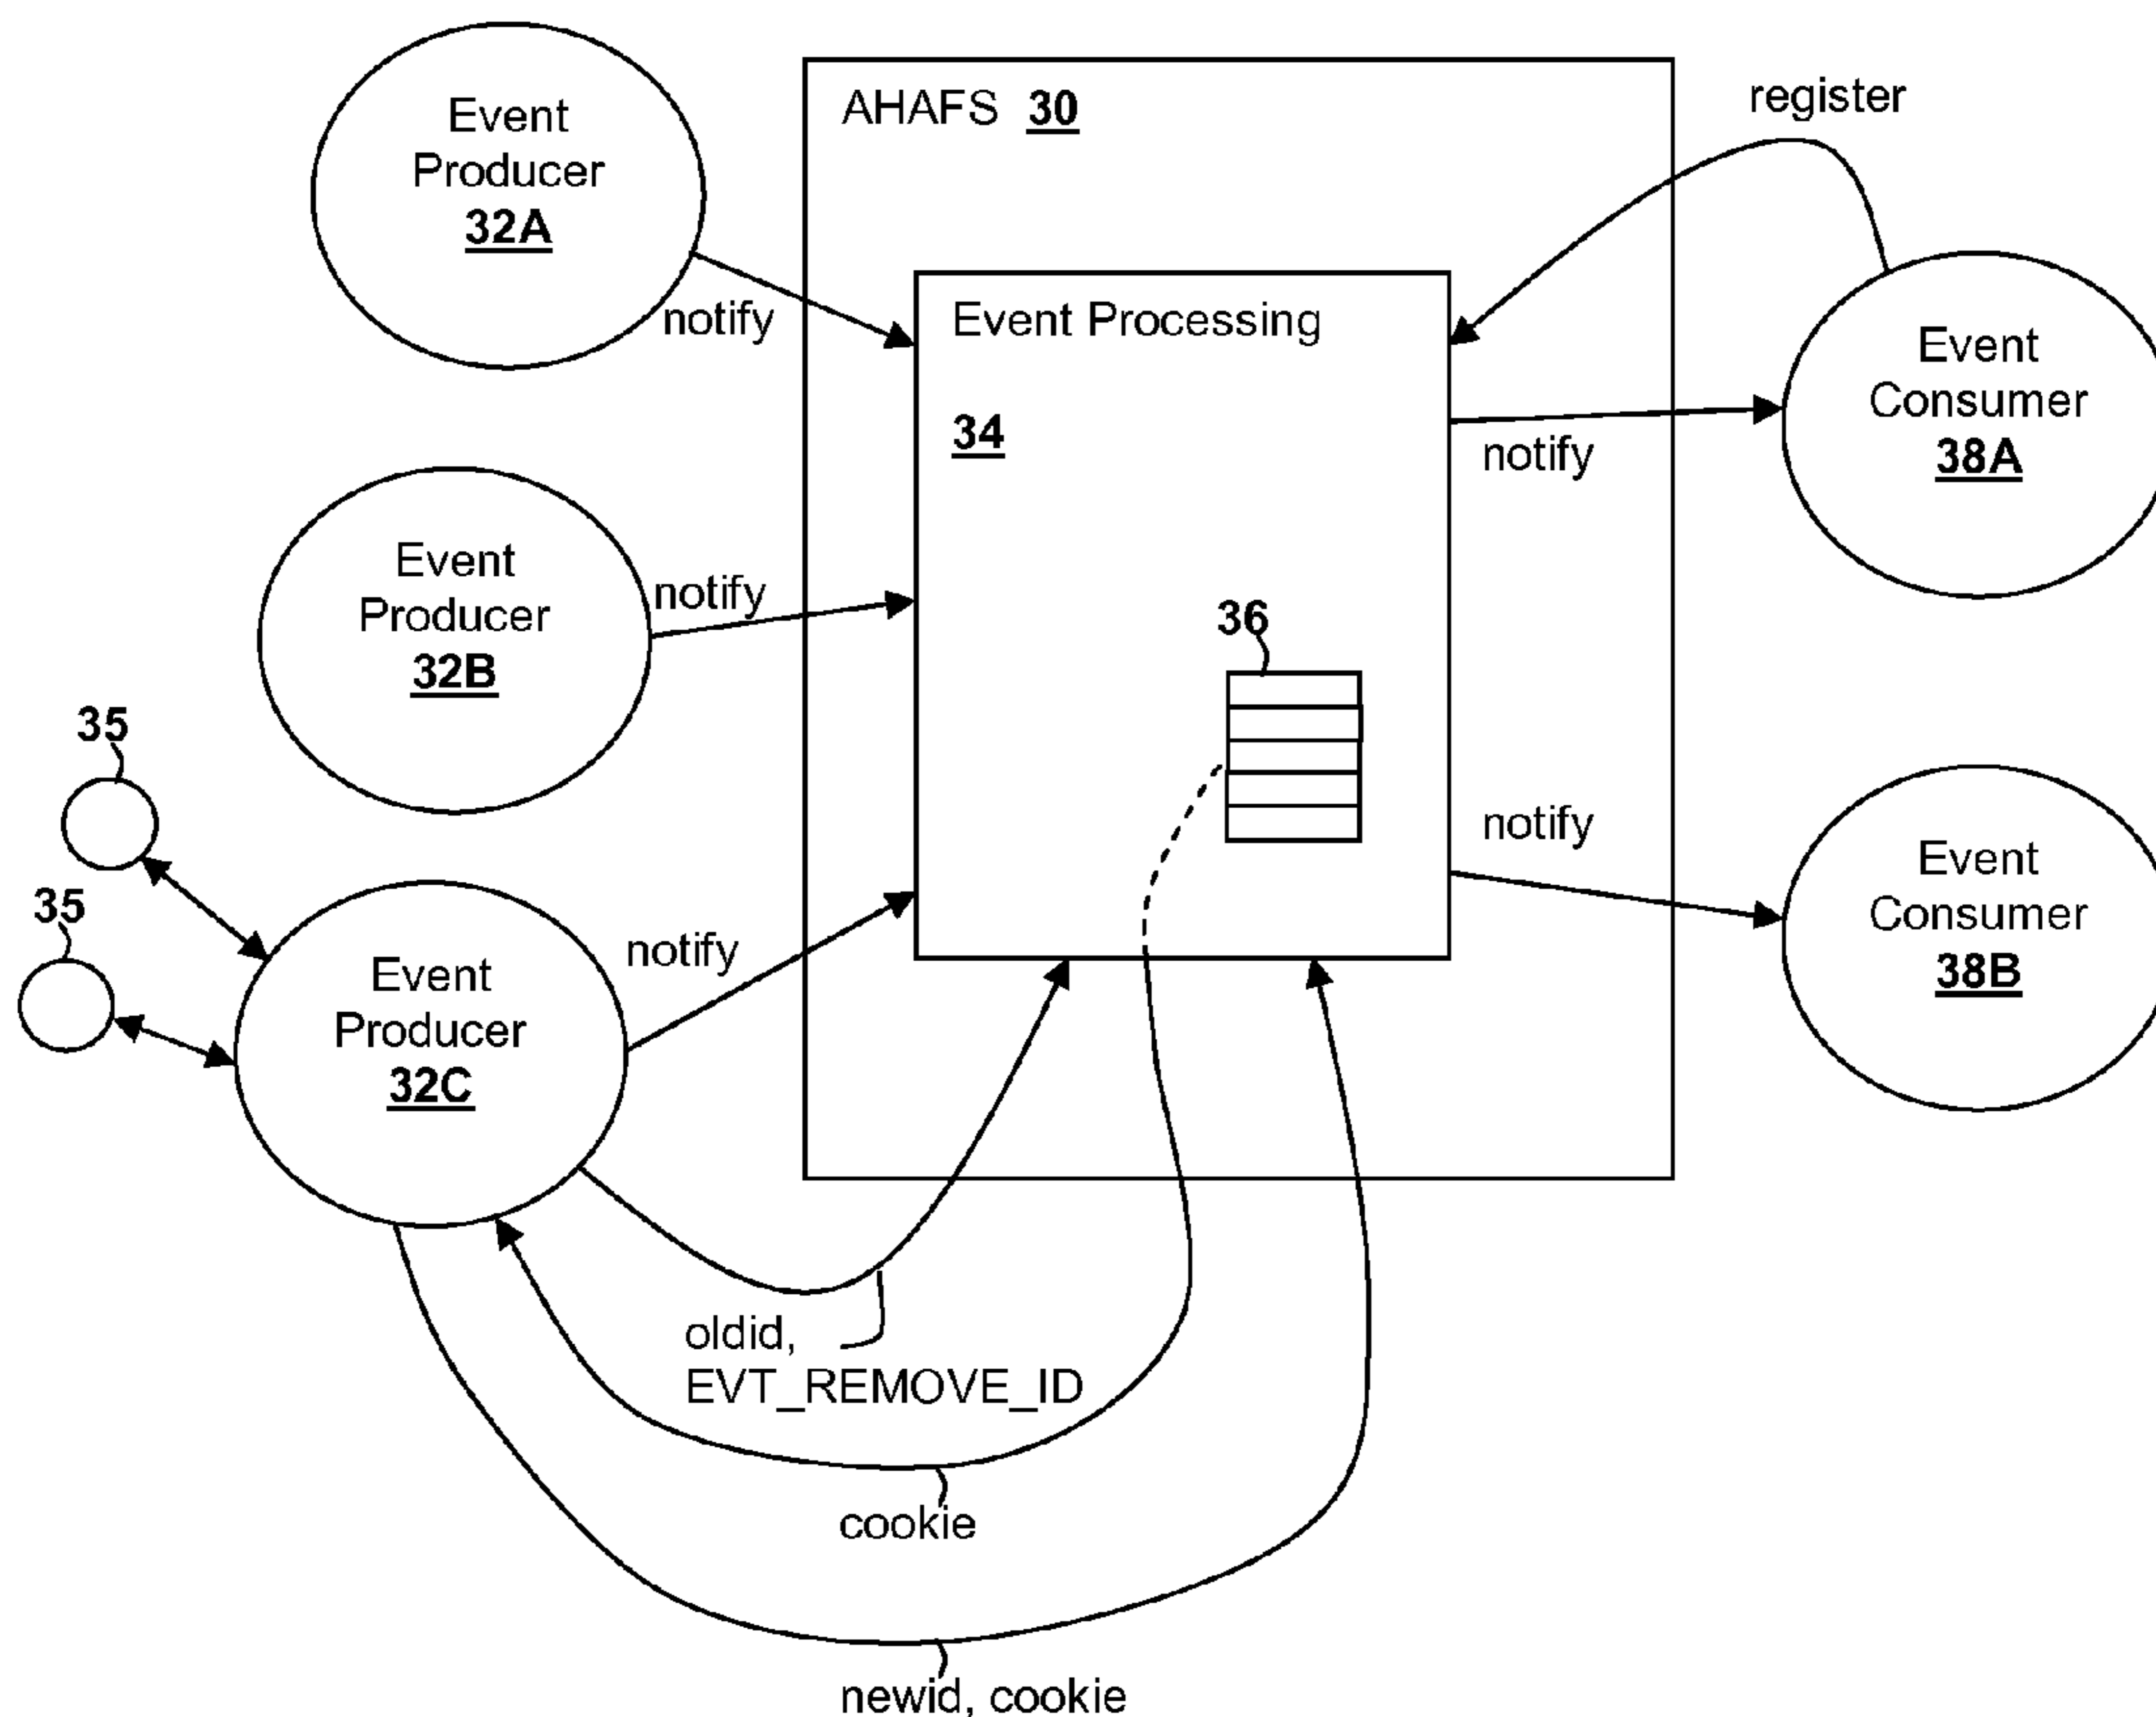 Event
Producer
32A
AHAFS 30
register
notify
Event Processing
34
Event
Consumer
38A
notify
Event
Producer
32B
notify
36
35
notify
Event
Consumer
38B
35
notify
Event
Producer
32C
oldid,
EVT_REMOVE_ID
cookie
newid, cookie